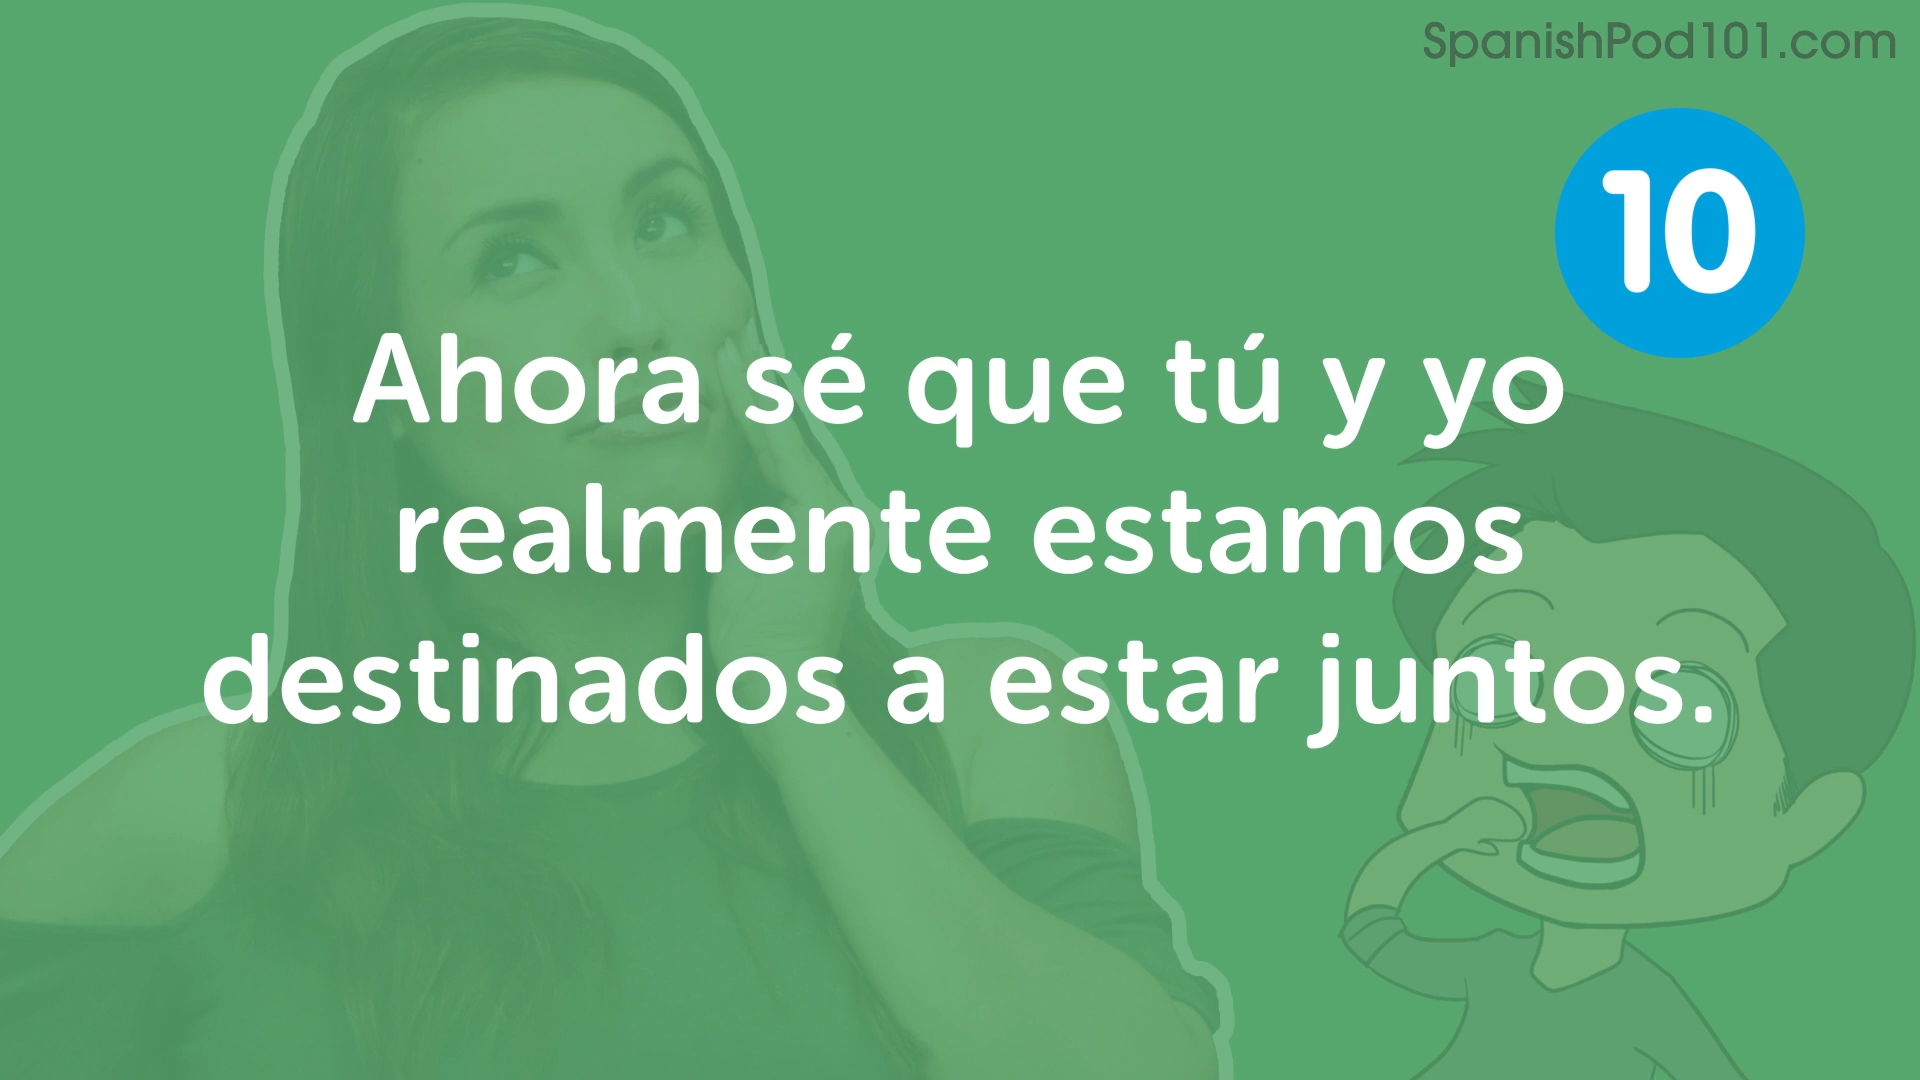 SpanishPod101.com
10
Ahora sé que tú y yo
realmente estamos
destinados a estar juntos.